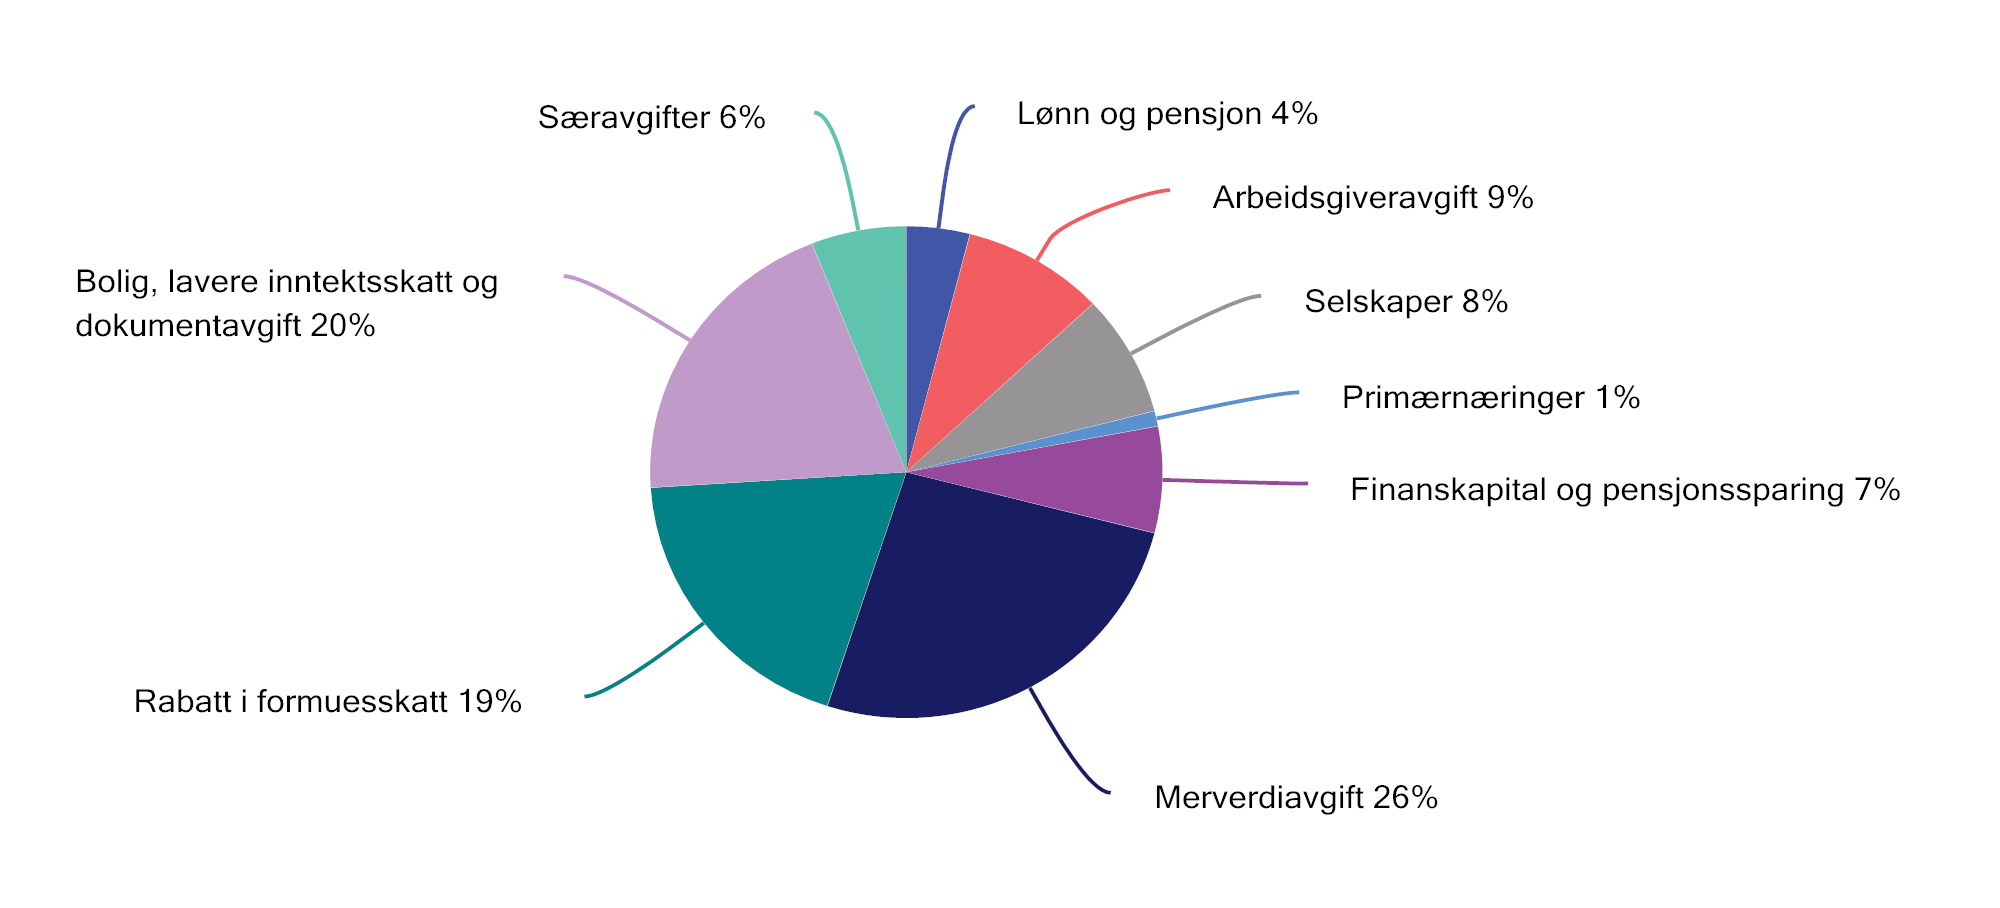 Særavgifter 6%
Lønn og pensjon 4%
Arbeidsgiveravgift 9%
Bolig, lavere inntektsskatt og
dokumentavgift 20%
Selskaper 8%
Primærnæringer 1%
Finanskapital og pensjonssparing 7%
Rabatt i formuesskatt 19%
Merverdiavgift 26%